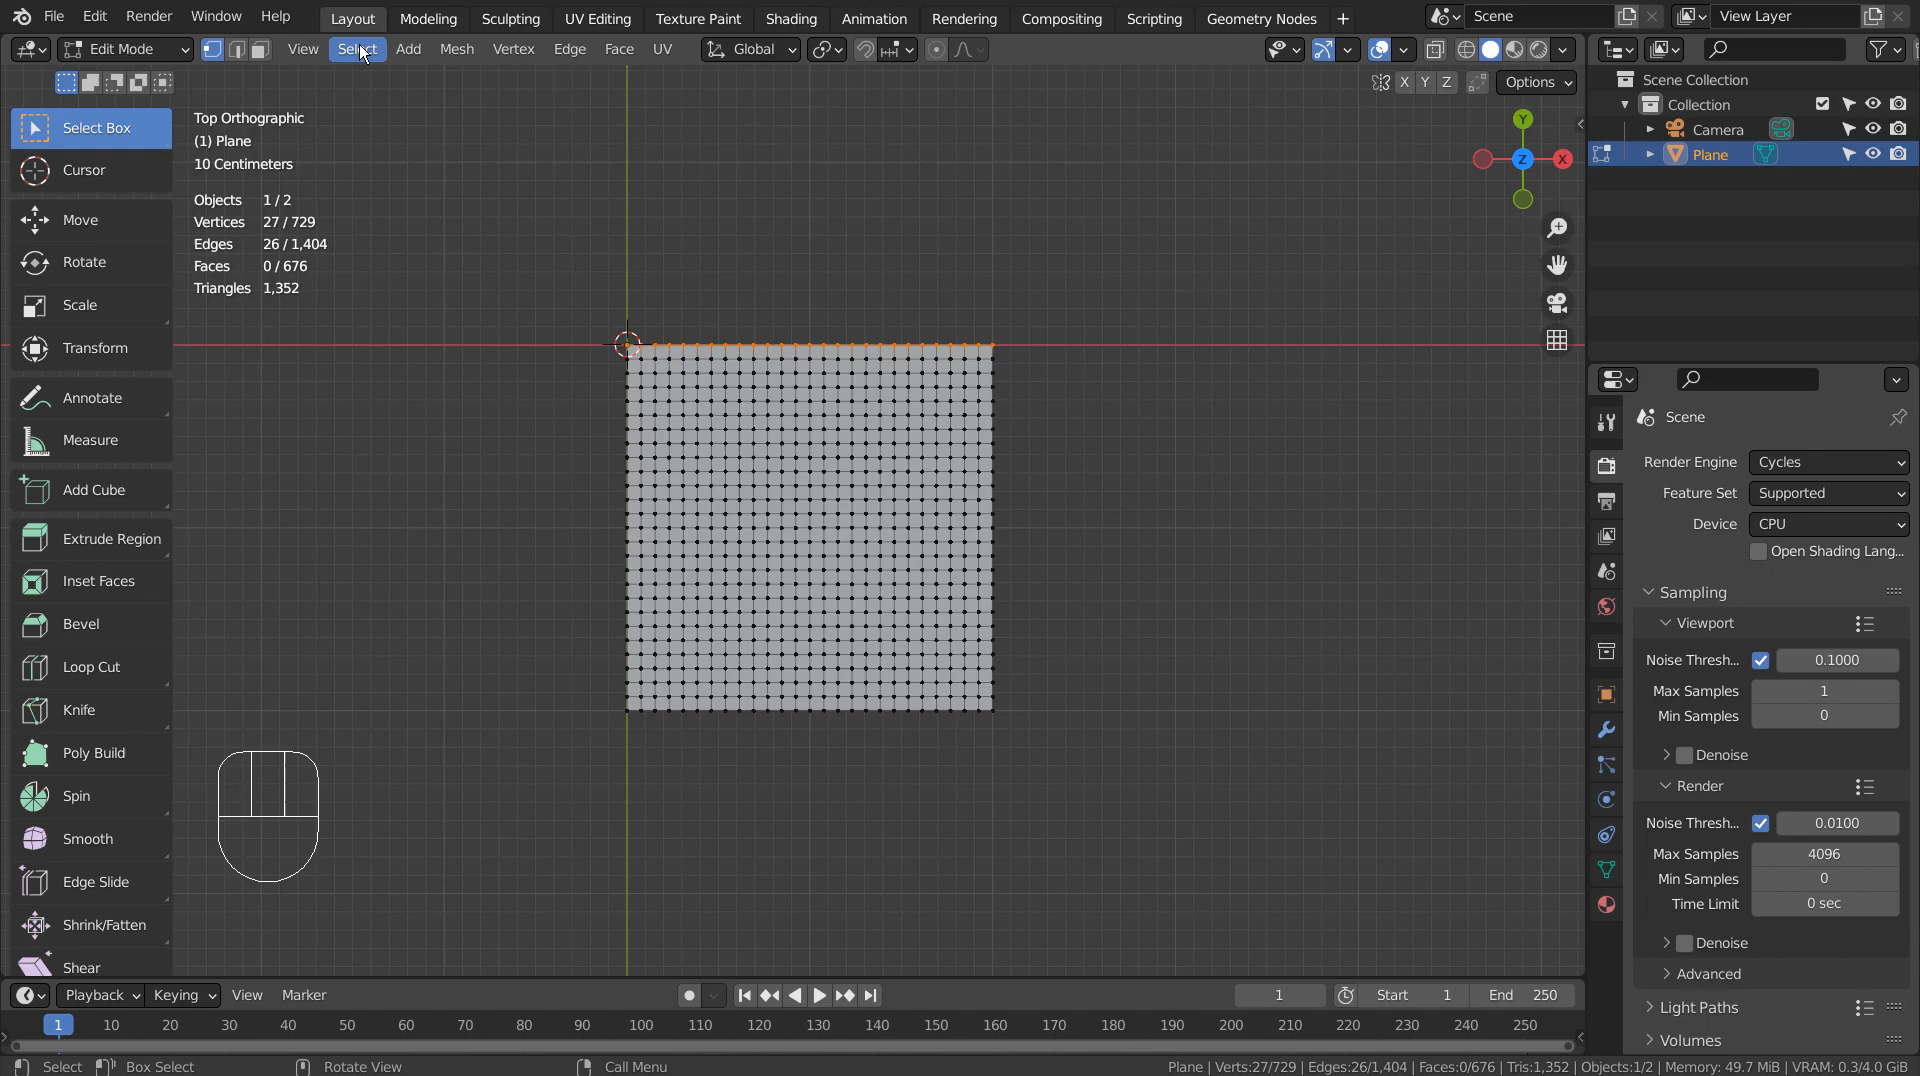 File Edit Render Window Help Layout Modeling Sculpting UV Editing Texture Paint Shading Animation Rendering Compositing Scripting Geometry Nodes + Scene View Layer
Edit Mode View Select Add Mesh Vertex Edge Face UV Global
X Y Z Options
Select Box
Cursor
Move
Rotate
Scale
Transform
Annotate
Measure
Add Cube
Extrude Region
Inset Faces
Bevel
Loop Cut
Knife
Poly Build
Spin
Smooth
Edge Slide
Shrink/Fatten
Shear
Top Orthographic
(1) Plane
10 Centimeters
Objects 1 / 2
Vertices 27 / 729
Edges 26 / 1,404
Faces 0 / 676
Triangles 1,352
Y
Z X
Scene Collection
Collection
Camera
Plane
Scene
Render Engine Cycles
Feature Set Supported
Device CPU
Open Shading Lang...
Sampling
Viewport
Noise Thresh... 0.1000
Max Samples 1
Min Samples 0
Denoise
Render
Noise Thresh... 0.0100
Max Samples 4096
Min Samples 0
Time Limit 0 sec
Denoise
Advanced
Light Paths
Volumes
Playback Keying View Marker 1 Start 1 End 250
1 10 20 30 40 50 60 70 80 90 100 110 120 130 140 150 160 170 180 190 200 210 220 230 240 250
Select Box Select Rotate View Call Menu Plane | Verts:27/729 | Edges:26/1,404 | Faces:0/676 | Tris:1,352 | Objects:1/2 | Memory: 49.7 MiB | VRAM: 0.3/4.0 GiB